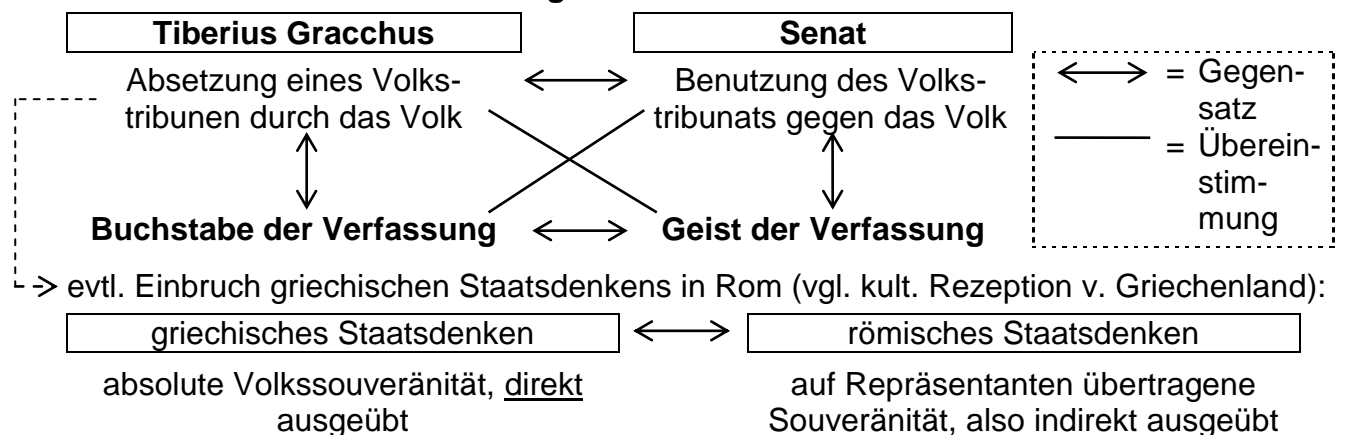 Tiberius Gracchus
Senat
Absetzung eines Volks-
tribunen durch das Volk
Benutzung des Volks-
tribunats gegen das Volk
= Gegen-
satz
= Überein-
stim-
mung
Buchstabe der Verfassung
Geist der Verfassung
evtl. Einbruch griechischen Staatsdenkens in Rom (vgl. kult. Rezeption v. Griechenland):
griechisches Staatsdenken
römisches Staatsdenken
absolute Volkssouveränität, direkt
ausgeübt
auf Repräsentanten übertragene
Souveränität, also indirekt ausgeübt